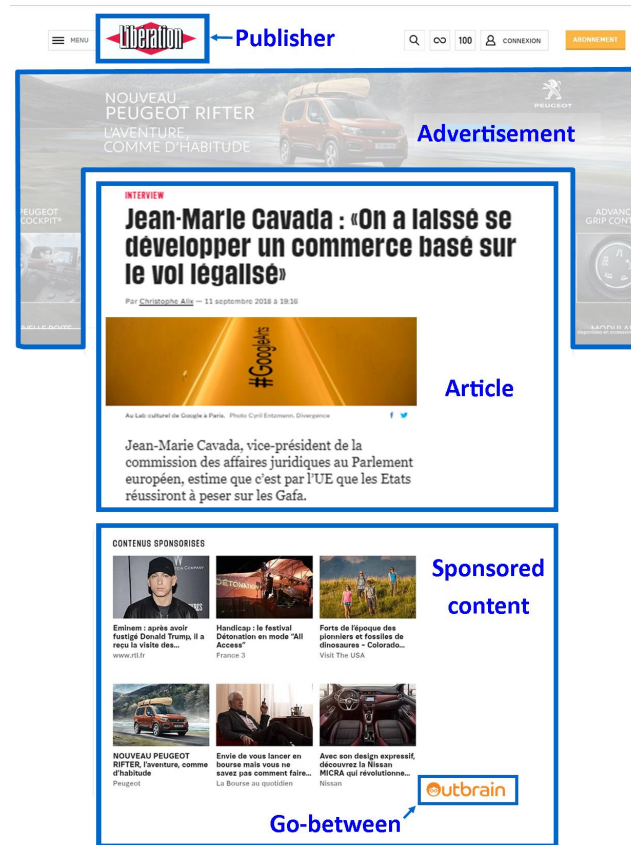 MENU
Libération
Publisher
100
CONNEXION
ABONNEMENT
NOUVEAU
PEUGEOT RIFTER
L'AVENTURE,
COMME D'HABITUDE
PEUGEOT
Advertisement
PEUGEOT
COCKPIT®
ADVANC
GRIP CONT
INTERVIEW
Jean-Marie Cavada : «On a laissé se
développer un commerce basé sur
le vol légalisé»
Par Christophe Alix — 11 septembre 2018 à 19:16
#GoogleArts
Article
Au Lab culturel de Google à Paris. Photo Cyril Entzmann. Divergence
Jean-Marie Cavada, vice-président de la
commission des affaires juridiques au Parlement
européen, estime que c'est par l'UE que les Etats
réussiront à peser sur les Gafa.
CONTENUS SPONSORISES
Sponsored
content
Eminem : après avoir
fustigé Donald Trump, il a
reçu la visite des...
www.rtl.fr
DÉTONATION
Handicap : le festival
Détonation en mode "All
Access"
France 3
Forts de l'époque des
pionniers et fossiles de
dinosaures - Colorado...
Visit The USA
NOUVEAU PEUGEOT
RIFTER, l'aventure, comme
d'habitude
Peugeot
Envie de vous lancer en
bourse mais vous ne
savez pas comment faire...
La Bourse au quotidien
Avec son design expressif,
découvrez la Nissan
MICRA qui révolutionne...
Nissan
Outbrain
Go-between